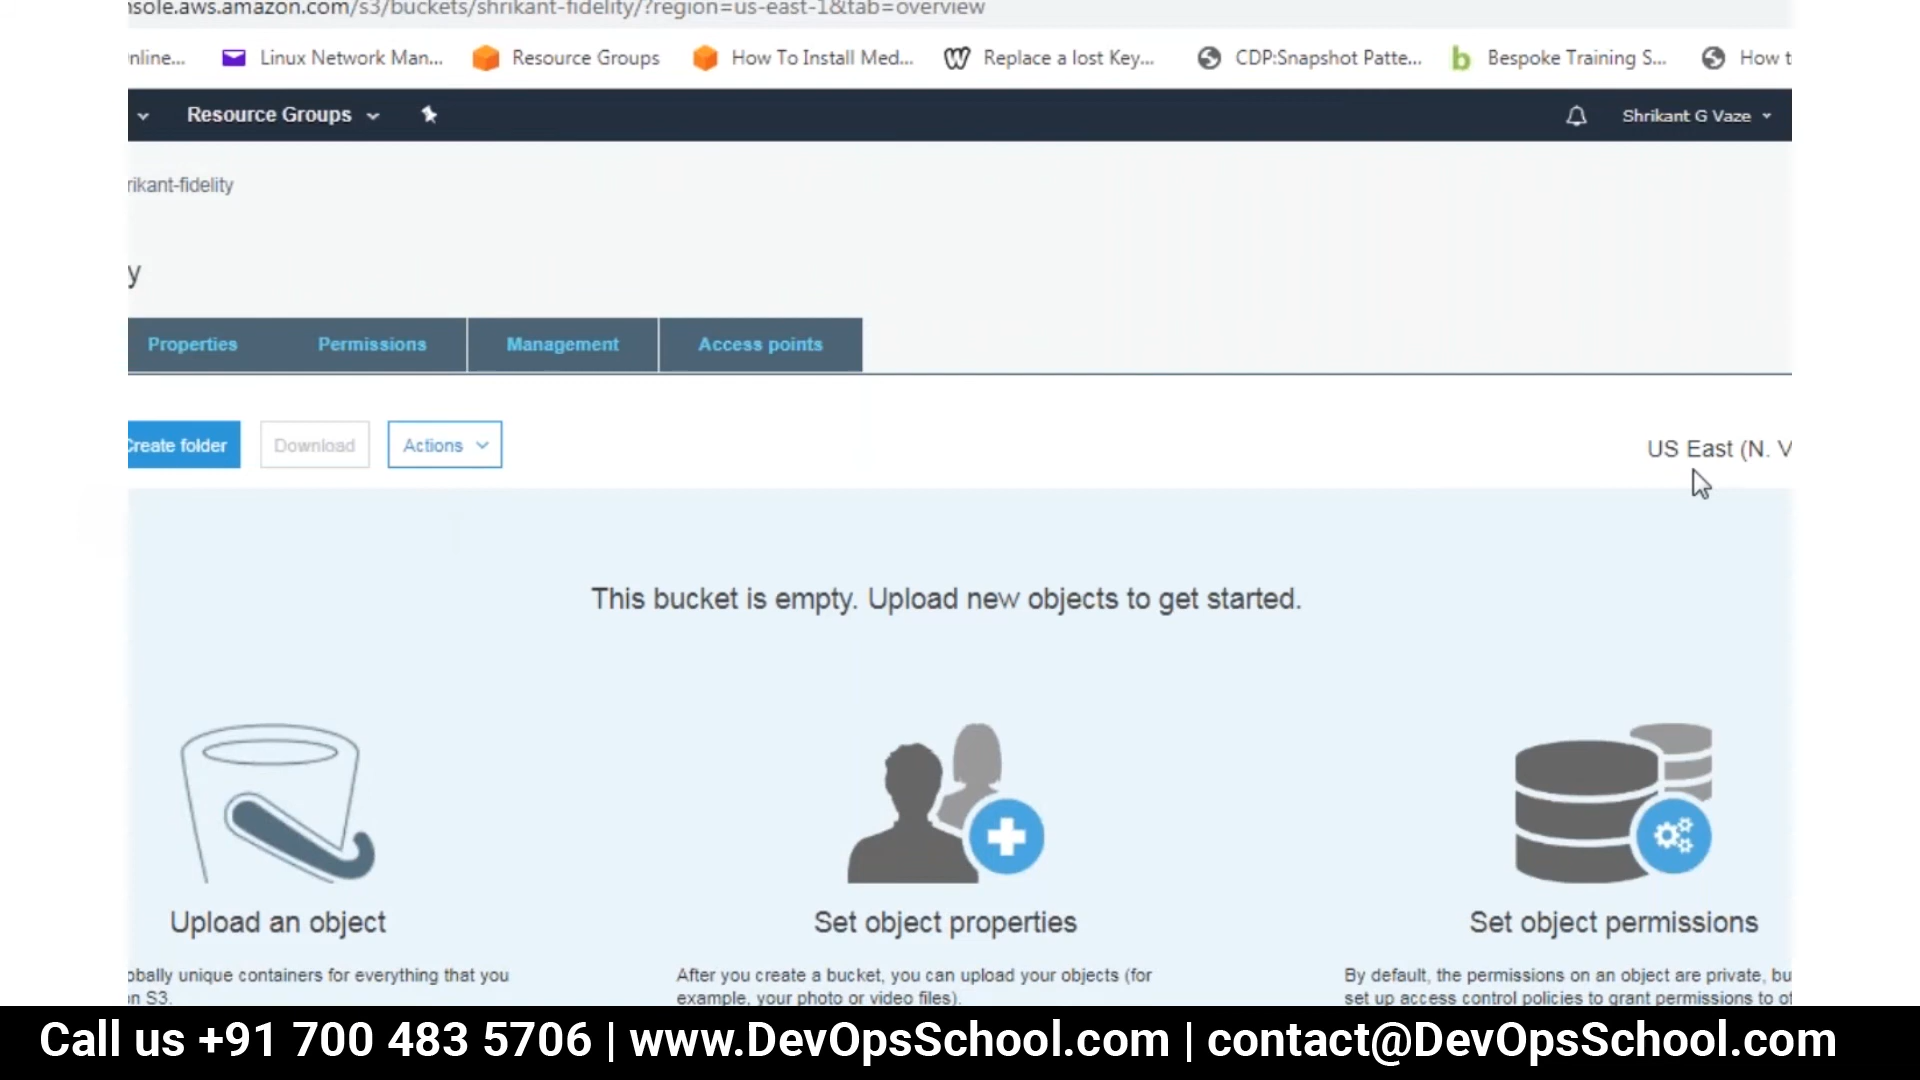 nsole.aws.amazon.com/s3/buckets/shrikant-fidelity/?region=us-east-1&tab=overview
nline... Linux Network Man... Resource Groups How To Install Med... Replace a lost Key... CDP:Snapshot Patte... Bespoke Training S... How t
Resource Groups Shrikant G Vaze
rikant-fidelity
y
Properties Permissions Management Access points
Create folder Download Actions
US East (N. V
This bucket is empty. Upload new objects to get started.
Upload an object Set object properties Set object permissions
obally unique containers for everything that you After you create a bucket, you can upload your objects (for By default, the permissions on an object are private, bu
on S3. example, your photo or video files). set up access control policies to grant permissions to ot
Call us +91 700 483 5706 | www.DevOpsSchool.com | contact@DevOpsSchool.com